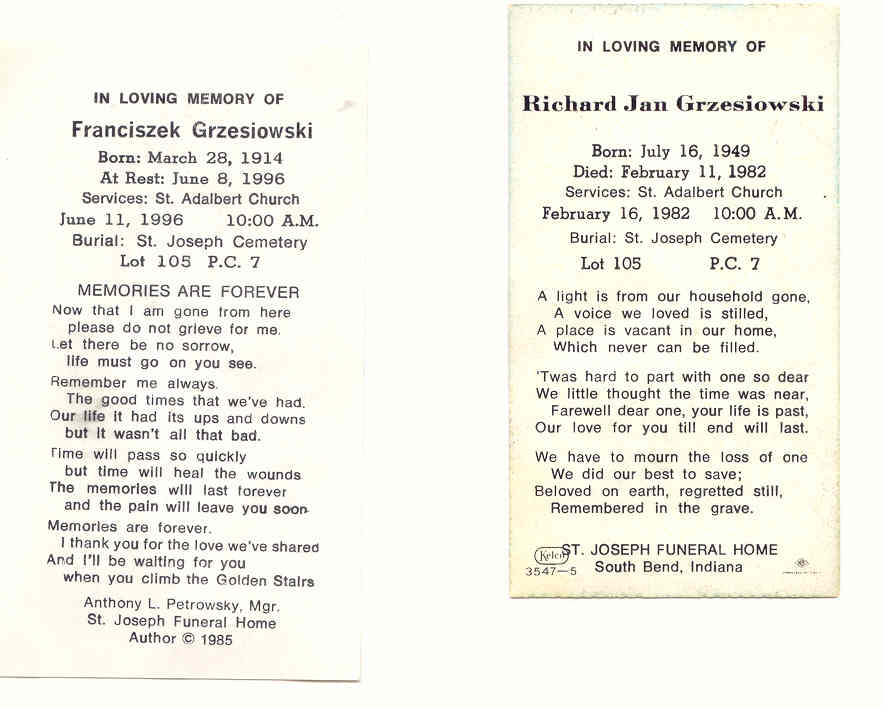 IN LOVING MEMORY OF
Franciszek Grzesiowski
Born: March 28, 1914
At Rest: June 8, 1996
Services: St. Adalbert Church
June 11, 1996 10:00 A.M.
Burial: St. Joseph Cemetery
Lot 105 P.C. 7
MEMORIES ARE FOREVER
Now that I am gone from here
please do not grieve for me.
Let there be no sorrow,
life must go on you see.
Remember me always.
The good times that we've had.
Our life it had its ups and downs
but it wasn't all that bad.
Time will pass so quickly
but time will heal the wounds
The memories will last forever
and the pain will leave you soon.
Memories are forever.
I thank you for the love we've shared
And I'll be waiting for you
when you climb the Golden Stairs
Anthony L. Petrowsky, Mgr.
St. Joseph Funeral Home
Author © 1985
IN LOVING MEMORY OF
Richard Jan Grzesiowski
Born: July 16, 1949
Died: February 11, 1982
Services: St. Adalbert Church
February 16, 1982 10:00 A.M.
Burial: St. Joseph Cemetery
Lot 105 P.C. 7
A light is from our household gone,
A voice we loved is stilled,
A place is vacant in our home,
Which never can be filled.
'Twas hard to part with one so dear
We little thought the time was near,
Farewell dear one, your life is past,
Our love for you till end will last.
We have to mourn the loss of one
We did our best to save;
Beloved on earth, regretted still,
Remembered in the grave.
Kelco ST. JOSEPH FUNERAL HOME
3547—5 South Bend, Indiana